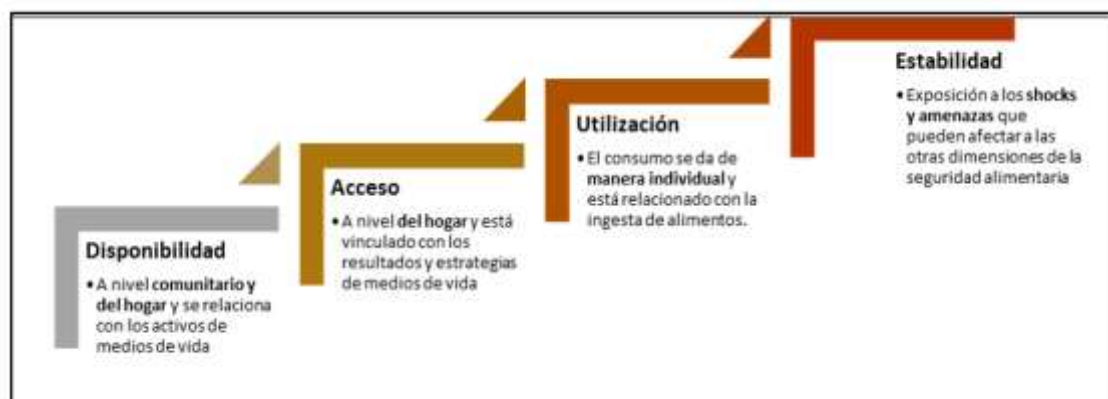 Disponibilidad
•A nivel comunitario y
del hogar y se relaciona
con los activos de
medios de vida
Acceso
•A nivel del hogar y está
vinculado con los
resultados y estrategias
de medios de vida
Utilización
•El consumo se da de
manera individual y
está relacionado con la
ingesta de alimentos.
Estabilidad
•Exposición a los shocks
y amenazas que
pueden afectar a las
otras dimensiones de la
seguridad alimentaria